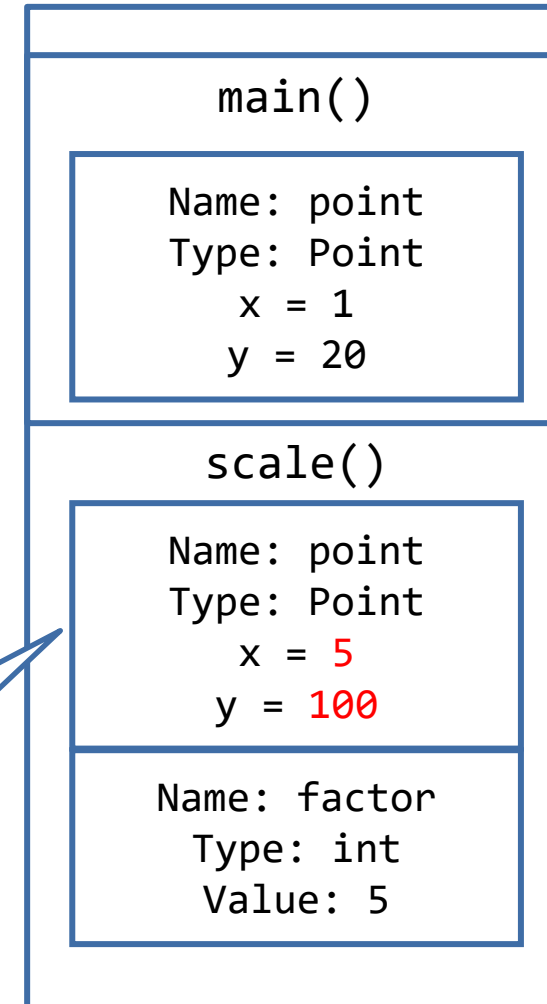 main()
Name: point
Type: Point
x = 1
y = 20
scale()
Name: point
Type: Point
x = 5
y = 100
Name: factor
Type: int
Value: 5